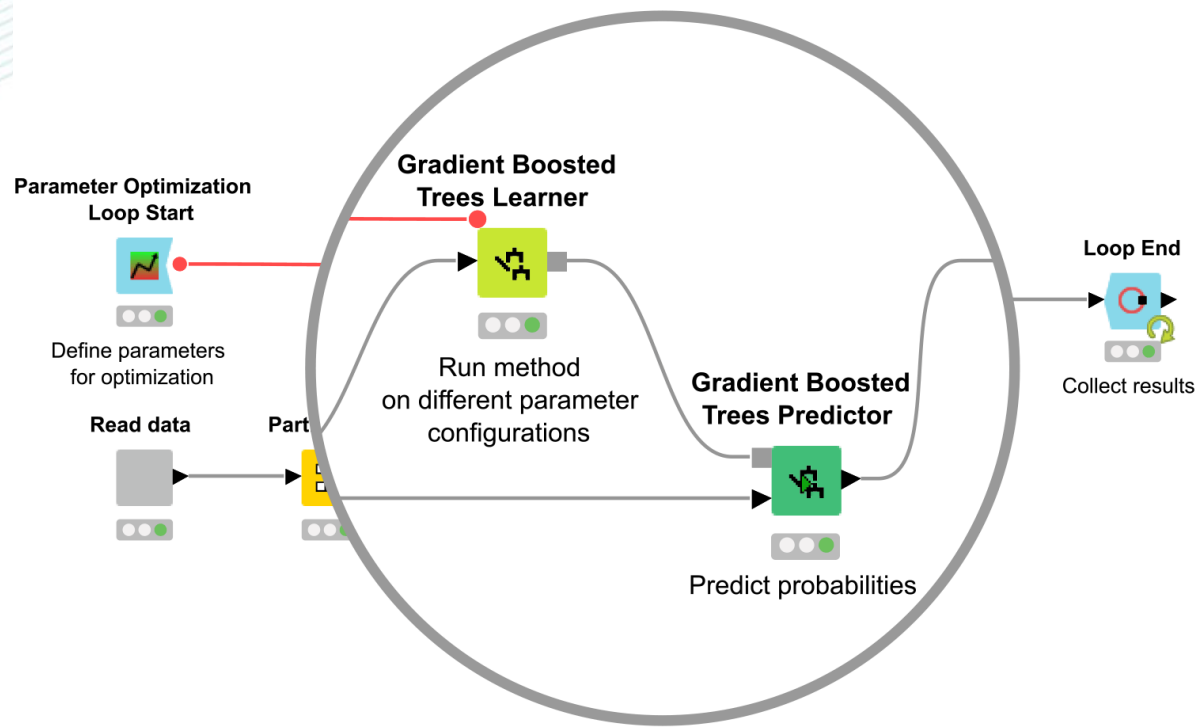 Parameter Optimization
Loop Start
Define parameters
for optimization
Read data
Part
Gradient Boosted
Trees Learner
Run method
on different parameter
configurations
Gradient Boosted
Trees Predictor
Predict probabilities
Loop End
Collect results